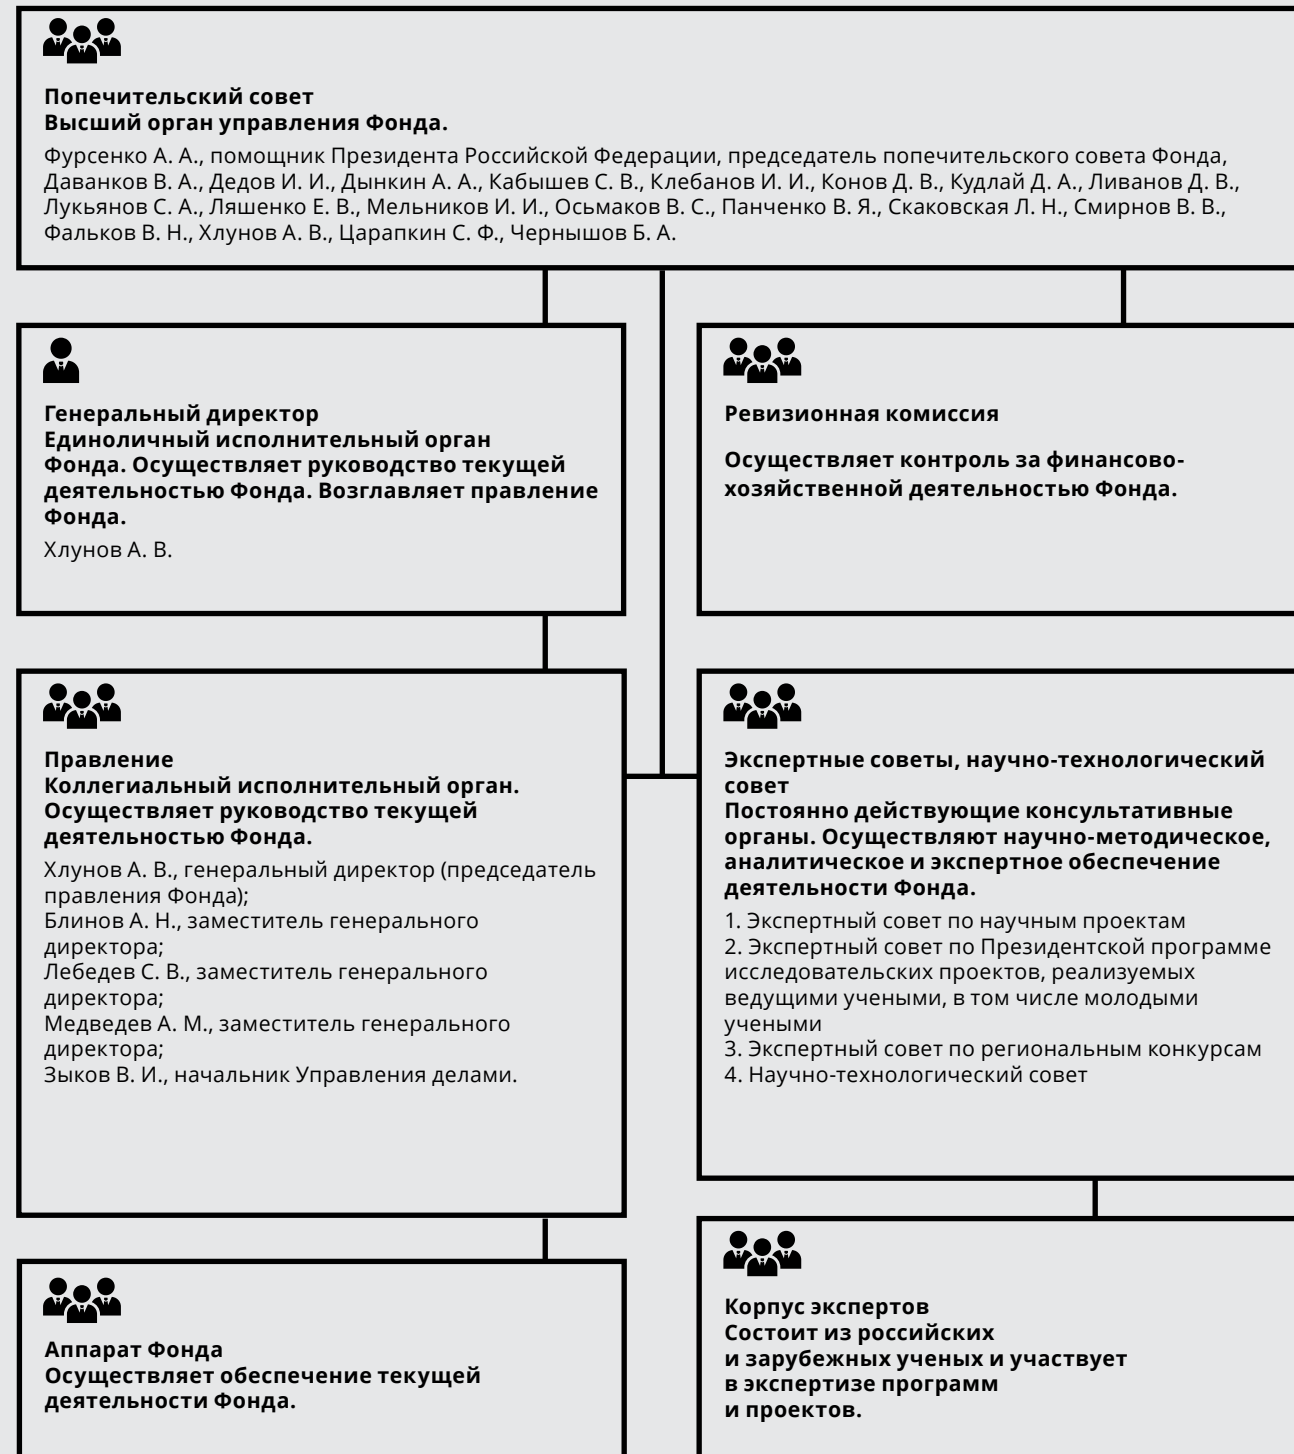 Попечительский совет
Высший орган управления Фонда.
Фурсенко А. А., помощник Президента Российской Федерации, председатель попечительского совета Фонда,
Даванков В. А., Дедов И. И., Дынкин А. А., Кабышев С. В., Клебанов И. И., Конов Д. В., Кудлай Д. А., Ливанов Д. В.,
Лукьянов С. А., Ляшенко Е. В., Мельников И. И., Осьмаков В. С., Панченко В. Я., Скаковская Л. Н., Смирнов В. В.,
Фальков В. Н., Хлунов А. В., Царапкин С. Ф., Чернышов Б. А.
Генеральный директор
Единоличный исполнительный орган
Фонда. Осуществляет руководство текущей
деятельностью Фонда. Возглавляет правление
Фонда.
Хлунов А. В.
Ревизионная комиссия
Осуществляет контроль за финансово-
хозяйственной деятельностью Фонда.
Правление
Коллегиальный исполнительный орган.
Осуществляет руководство текущей
деятельностью Фонда.
Хлунов А. В., генеральный директор (председатель
правления Фонда);
Блинов А. Н., заместитель генерального
директора;
Лебедев С. В., заместитель генерального
директора;
Медведев А. М., заместитель генерального
директора;
Зыков В. И., начальник Управления делами.
Экспертные советы, научно-технологический
совет
Постоянно действующие консультативные
органы. Осуществляют научно-методическое,
аналитическое и экспертное обеспечение
деятельности Фонда.
1. Экспертный совет по научным проектам
2. Экспертный совет по Президентской программе
исследовательских проектов, реализуемых
ведущими учеными, в том числе молодыми
учеными
3. Экспертный совет по региональным конкурсам
4. Научно-технологический совет
Аппарат Фонда
Осуществляет обеспечение текущей
деятельности Фонда.
Корпус экспертов
Состоит из российских
и зарубежных ученых и участвует
в экспертизе программ
и проектов.